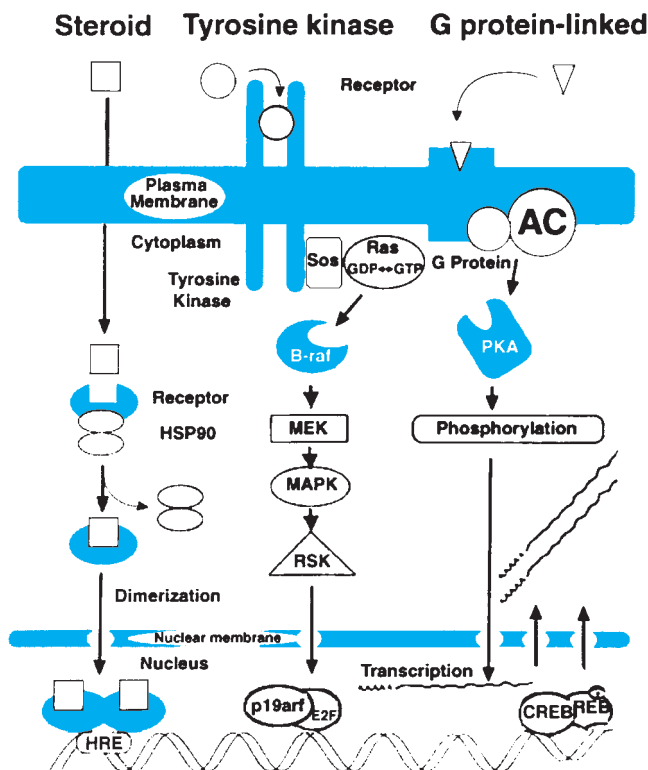 Steroid
Tyrosine kinase
G protein-linked
Receptor
Plasma
Membrane
Cytoplasm
Tyrosine
Kinase
Sos
Ras
GDP↔GTP
G Protein
AC
B-raf
PKA
Receptor
HSP90
MEK
Phosphorylation
MAPK
RSK
Dimerization
Nuclear membrane
Nucleus
Transcription
p19arf
E2F
CREB
REB
HRE